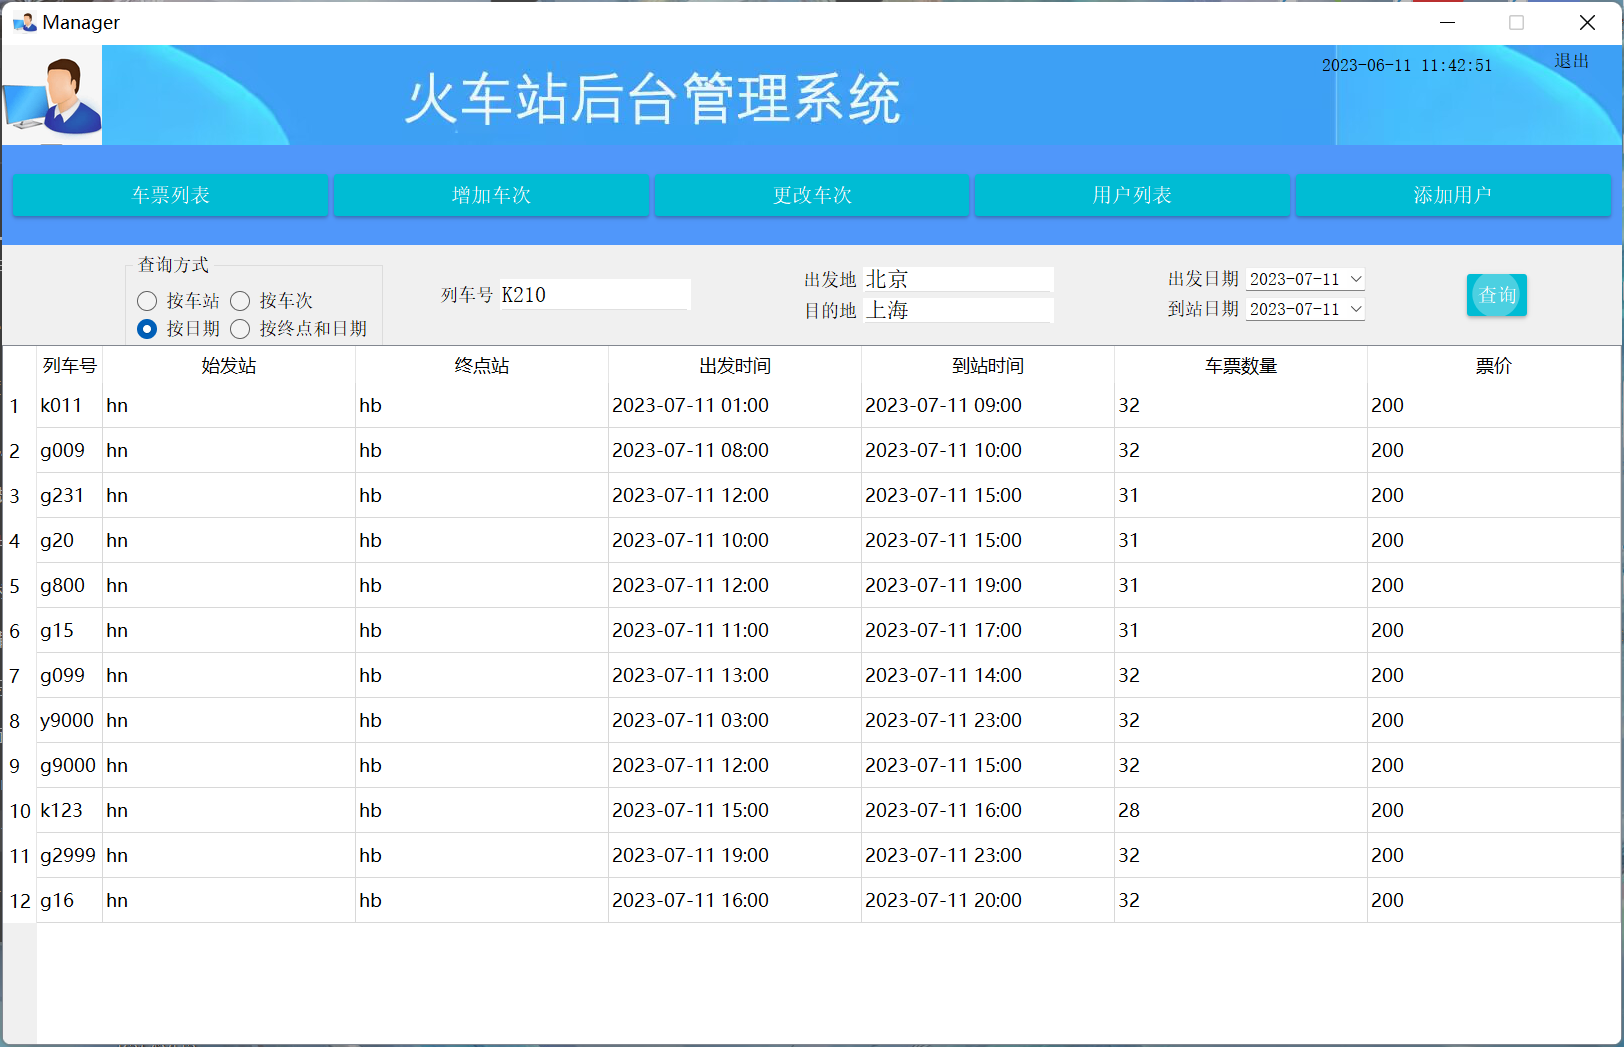 Manager
火车站后台管理系统
2023-06-11 11:42:51 退出
车票列表 增加车次 更改车次 用户列表 添加用户
查询方式
按车站 按车次
按日期 按终点和日期
列车号 K210
出发地 北京
目的地 上海
出发日期 2023-07-11
到站日期 2023-07-11
查询
列车号 始发站 终点站 出发时间 到站时间 车票数量 票价
1 k011 hn hb 2023-07-11 01:00 2023-07-11 09:00 32 200
2 g009 hn hb 2023-07-11 08:00 2023-07-11 10:00 32 200
3 g231 hn hb 2023-07-11 12:00 2023-07-11 15:00 31 200
4 g20 hn hb 2023-07-11 10:00 2023-07-11 15:00 31 200
5 g800 hn hb 2023-07-11 12:00 2023-07-11 19:00 31 200
6 g15 hn hb 2023-07-11 11:00 2023-07-11 17:00 31 200
7 g099 hn hb 2023-07-11 13:00 2023-07-11 14:00 32 200
8 y9000 hn hb 2023-07-11 03:00 2023-07-11 23:00 32 200
9 g9000 hn hb 2023-07-11 12:00 2023-07-11 15:00 32 200
10 k123 hn hb 2023-07-11 15:00 2023-07-11 16:00 28 200
11 g2999 hn hb 2023-07-11 19:00 2023-07-11 23:00 32 200
12 g16 hn hb 2023-07-11 16:00 2023-07-11 20:00 32 200